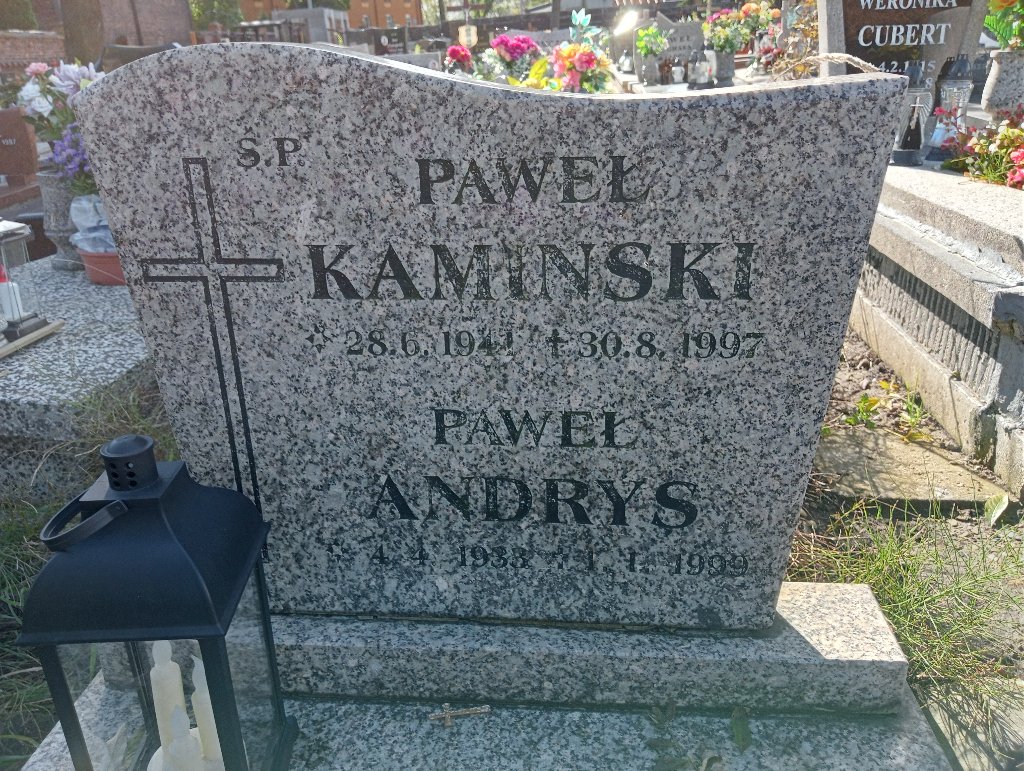 WERONIKA
CUBERT
Ś.P.
PAWEŁ
KAMINSKI
* 28.6.1941 † 30.8.1997
PAWEŁ
ANDRYS
* 4.4.1933 † 1.1.1999